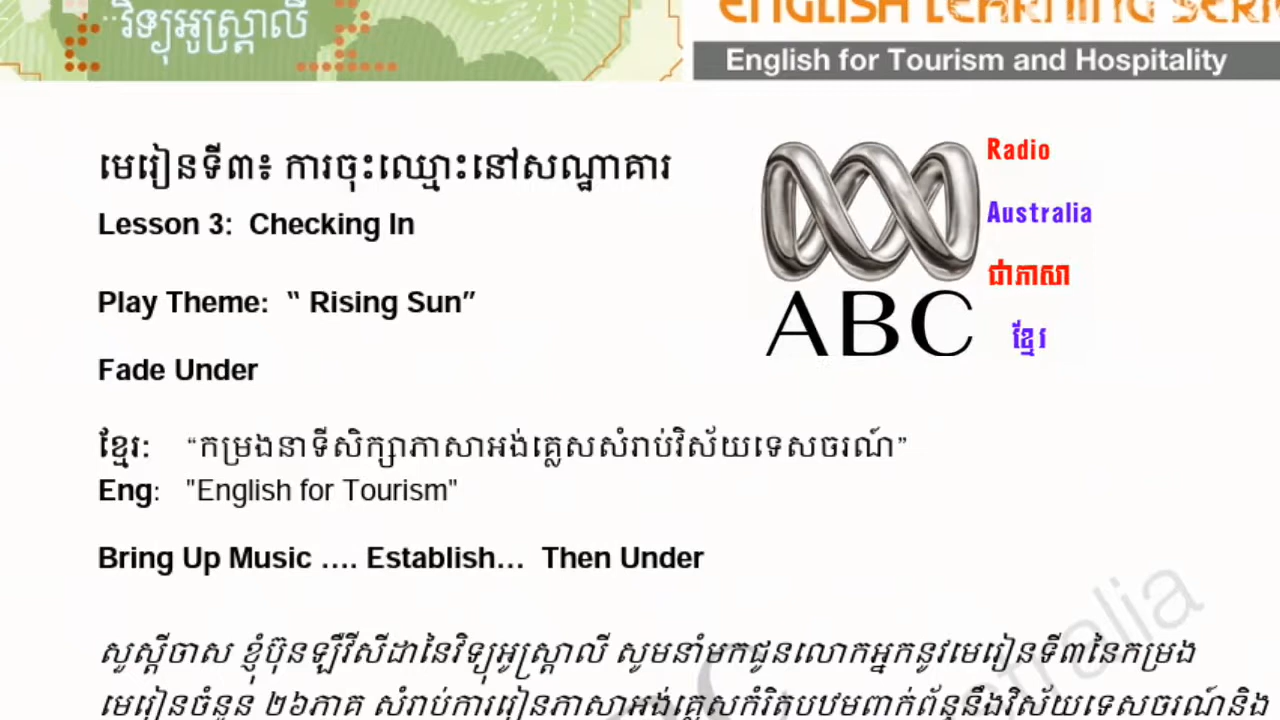 វិទ្យុអូស្ត្រាលី
ENGLISH LEARNING SERI
English for Tourism and Hospitality
មេរៀនទី៣៖ ការចុះឈ្មោះនៅសណ្ឋាគារ
Lesson 3: Checking In
Radio
Australia
ជាភាសា
ខ្មែរ
ABC
Play Theme: “ Rising Sun”
Fade Under
ខ្មែរ: “កម្រងនាទីសិក្សាភាសាអង់គ្លេសសំរាប់វិស័យទេសចរណ៍”
Eng: "English for Tourism"
Bring Up Music .... Establish… Then Under
សួស្តីចាស ខ្ញុំប៊ុនឡឺវីសីដានៃវិទ្យុអូស្ត្រាលី សូមនាំមកជូនលោកអ្នកនូវមេរៀនទី៣នៃកម្រង
មេរៀនចំនួន ២៦ភាគ សំរាប់ការរៀនភាសាអង់គ្លេសកំរិតបឋមពាក់ព័ន្ធនឹងវិស័យទេសចរណ៍និង